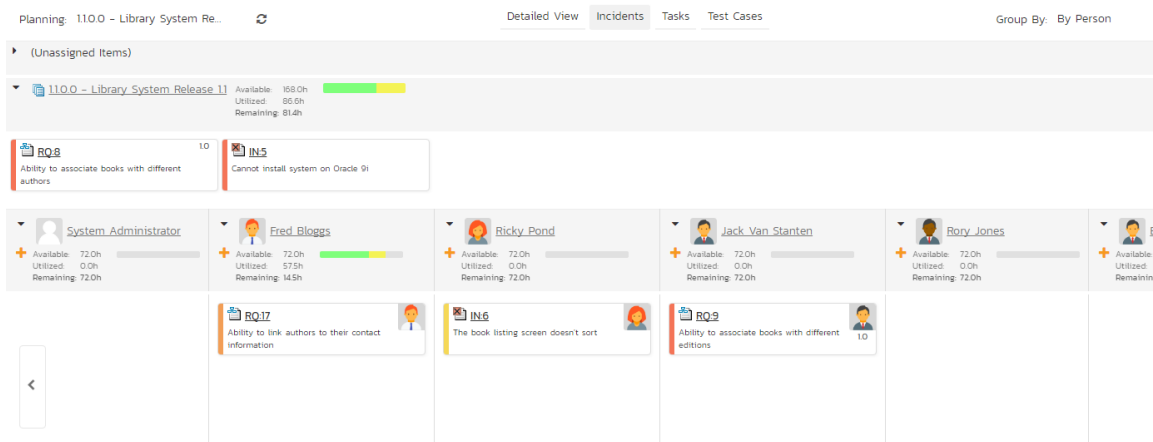 Planning: 1.1.0.0 - Library System Re...
Detailed View Incidents Tasks Test Cases
Group By: By Person
(Unassigned Items)
1.1.0.0 - Library System Release 1.1
Available: 168.0h
Utilized: 86.6h
Remaining: 81.4h
RQ:8 1.0
Ability to associate books with different
authors
IN:5
Cannot install system on Oracle 9i
System Administrator
Available: 72.0h
Utilized: 0.0h
Remaining: 72.0h
Fred Bloggs
Available: 72.0h
Utilized: 57.5h
Remaining: 14.5h
Ricky Pond
Available: 72.0h
Utilized: 0.0h
Remaining: 72.0h
Jack Van Stanten
Available: 72.0h
Utilized: 0.0h
Remaining: 72.0h
Rory Jones
Available: 72.0h
Utilized: 0.0h
Remaining: 72.0h
Available:
Utilized:
RQ:17
Ability to link authors to their contact
information
IN:6
The book listing screen doesn't sort
RQ:9
Ability to associate books with different
editions
1.0